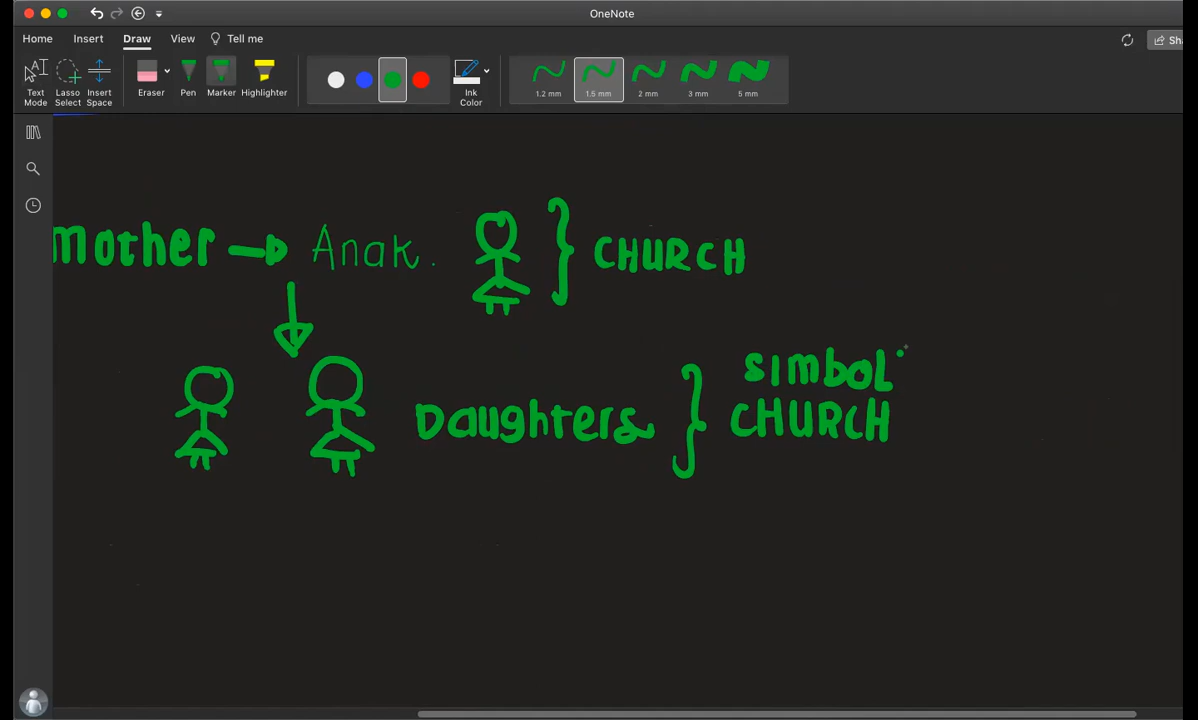 OneNote
Home Insert Draw View Tell me
Sha
Text Mode
Lasso Select
Insert Space
Eraser
Pen
Marker
Highlighter
Ink Color
1.2 mm
1.5 mm
2 mm
3 mm
5 mm
mother → Anak. } CHURCH
simbol
Daughters } CHURCH